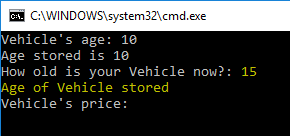 C:\WINDOWS\system32\cmd.exe
Vehicle's age: 10
Age stored is 10
How old is your Vehicle now?: 15
Age of Vehicle stored
Vehicle's price: